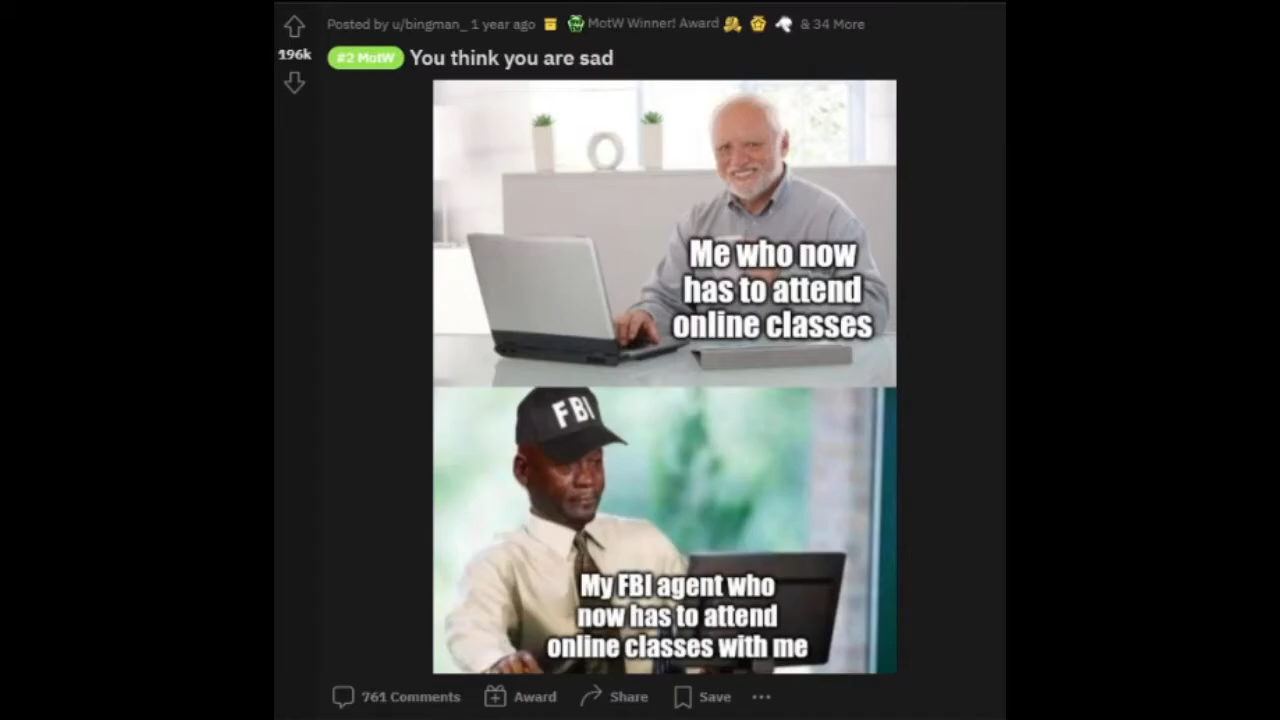 Posted by u/bingman_ 1 year ago MotW Winner! Award & 34 More
196k
#2 MotW You think you are sad
Me who now
has to attend
online classes
FBI
My FBI agent who
now has to attend
online classes with me
761 Comments Award Share Save